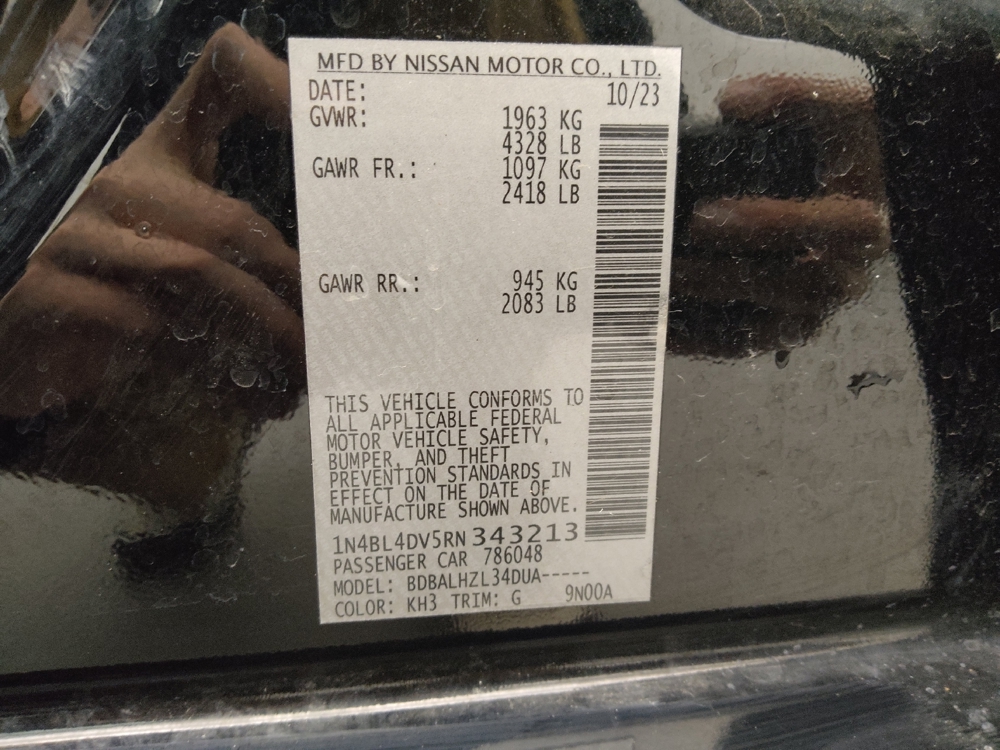 MFD BY NISSAN MOTOR CO., LTD.
DATE: 10/23
GVWR: 1963 KG
4328 LB
GAWR FR.: 1097 KG
2418 LB
GAWR RR.: 945 KG
2083 LB
THIS VEHICLE CONFORMS TO
ALL APPLICABLE FEDERAL
MOTOR VEHICLE SAFETY,
BUMPER, AND THEFT
PREVENTION STANDARDS IN
EFFECT ON THE DATE OF
MANUFACTURE SHOWN ABOVE.
1N4BL4DV5RN343213
PASSENGER CAR 786048
MODEL: BDBALHZL34DUA-----
COLOR: KH3 TRIM: G 9N00A